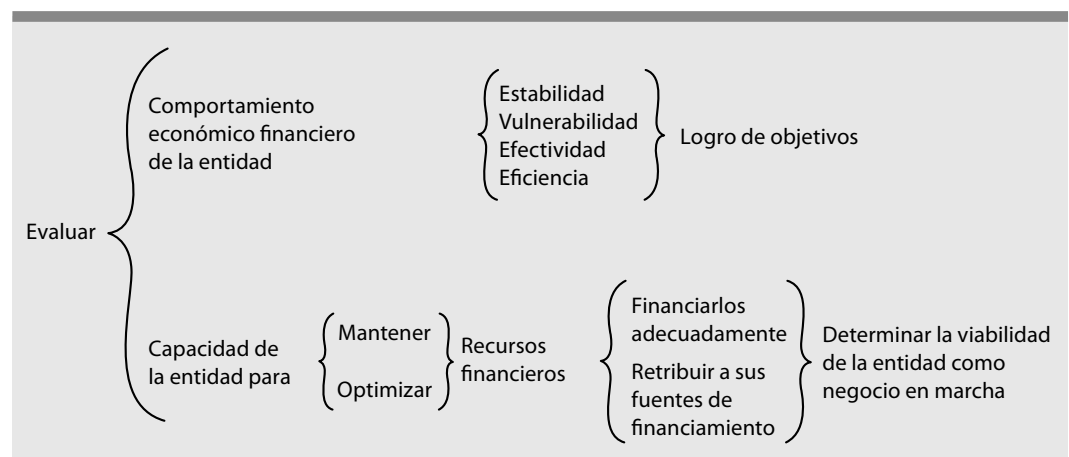 Evaluar
Comportamiento
económico financiero
de la entidad
Estabilidad
Vulnerabilidad
Efectividad
Eficiencia
Logro de objetivos
Capacidad de
la entidad para
Mantener
Optimizar
Recursos
financieros
Financiarlos
adecuadamente
Retribuir a sus
fuentes de
financiamiento
Determinar la viabilidad
de la entidad como
negocio en marcha